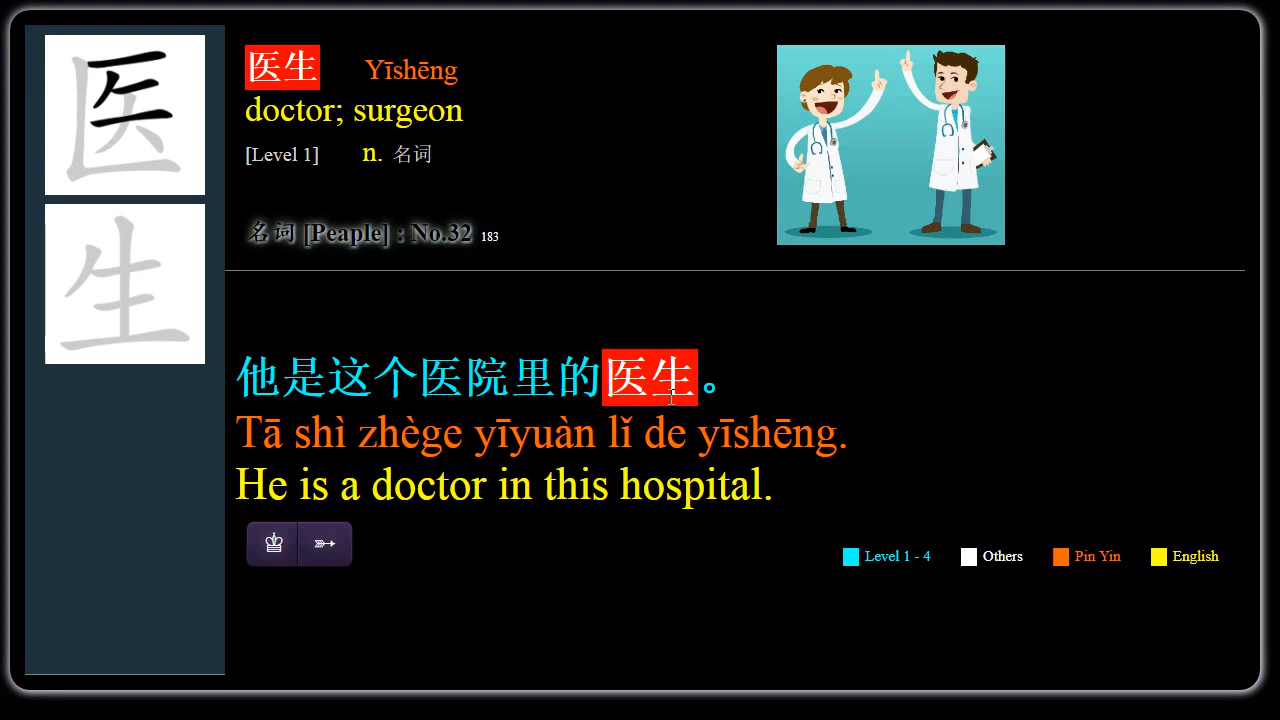 医
生
医生 Yīshēng
doctor; surgeon
[Level 1] n. 名词
名词 [Peaple] : No.32 183
他是这个医院里的医生。
Tā shì zhège yīyuàn lǐ de yīshēng.
He is a doctor in this hospital.
Level 1 - 4 Others Pin Yin English